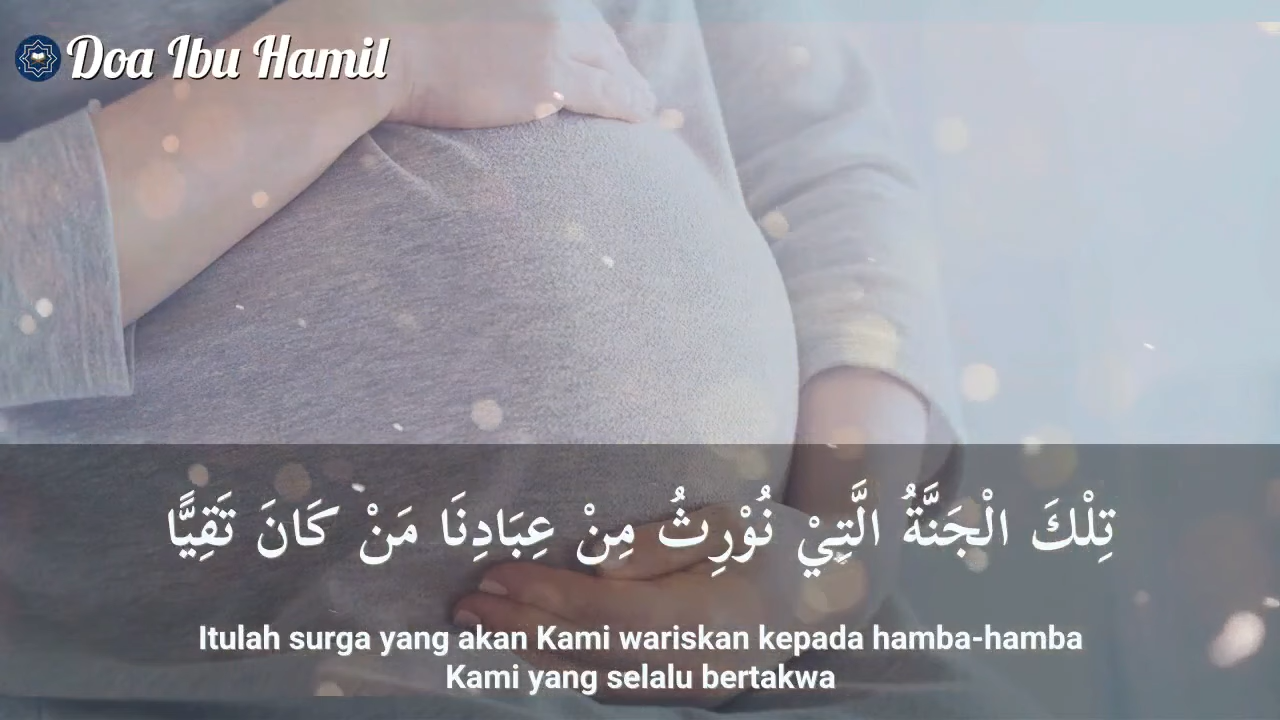 Doa Ibu Hamil
تِلْكَ الْجَنَّةُ الَّتِيْ نُوْرِثُ مِنْ عِبَادِنَا مَنْ كَانَ تَقِيًّا
Itulah surga yang akan Kami wariskan kepada hamba-hamba
Kami yang selalu bertakwa